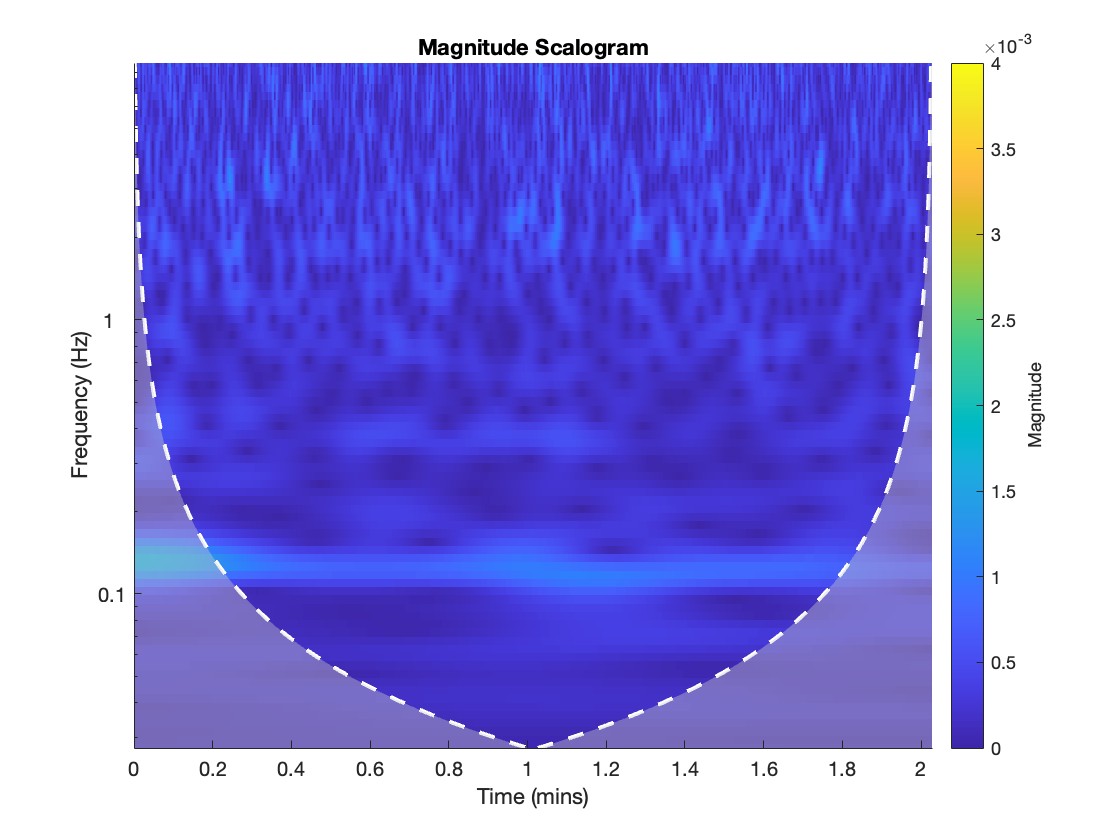 Magnitude Scalogram
×10⁻³
4
3.5
3
2.5
2
1.5
1
0.5
0
Magnitude
1
0.1
Frequency (Hz)
0 0.2 0.4 0.6 0.8 1 1.2 1.4 1.6 1.8 2
Time (mins)